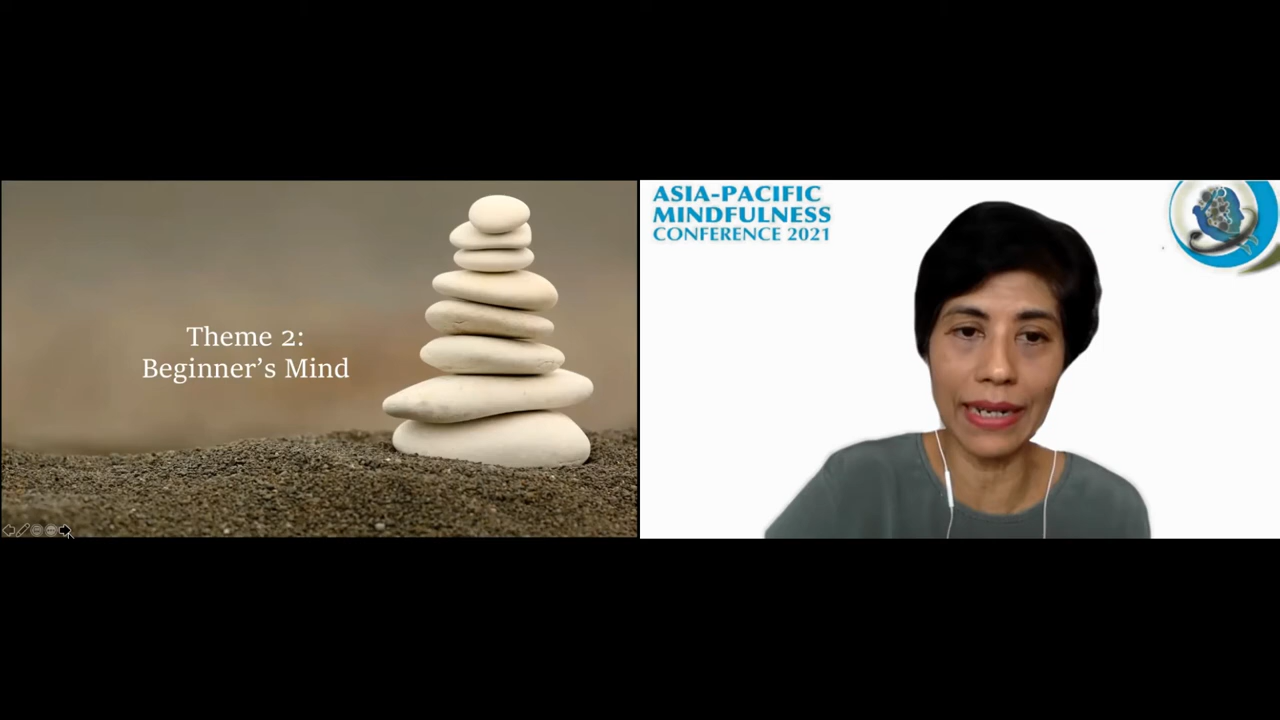 Theme 2:
Beginner’s Mind
ASIA-PACIFIC
MINDFULNESS
CONFERENCE 2021